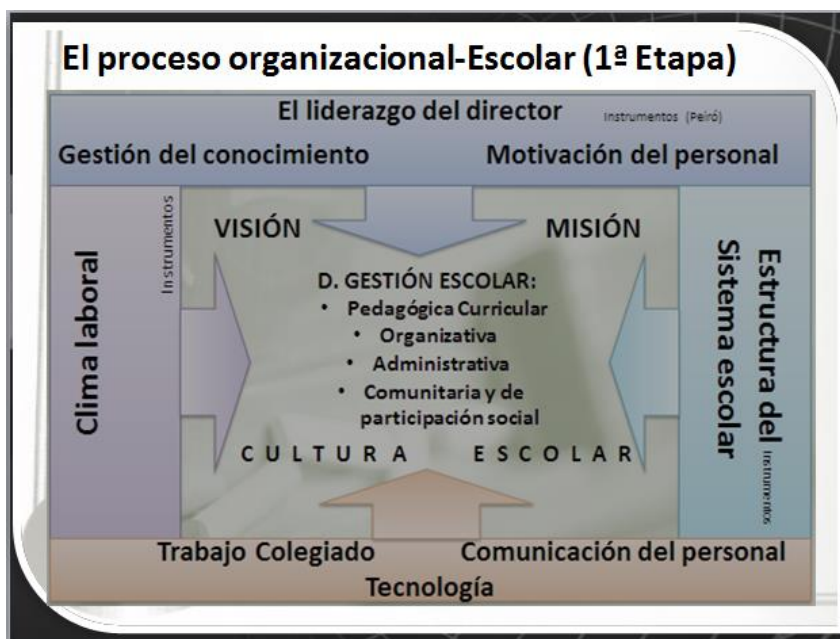 El proceso organizacional-Escolar (1ª Etapa)
El liderazgo del director
Instrumentos (Peiró)
Gestión del conocimiento
Motivación del personal
Clima laboral
Instrumentos
VISIÓN
MISIÓN
D. GESTIÓN ESCOLAR:
• Pedagógica Curricular
• Organizativa
• Administrativa
• Comunitaria y de
participación social
CULTURA ESCOLAR
Estructura del
Sistema escolar
Instrumentos
Trabajo Colegiado
Comunicación del personal
Tecnología